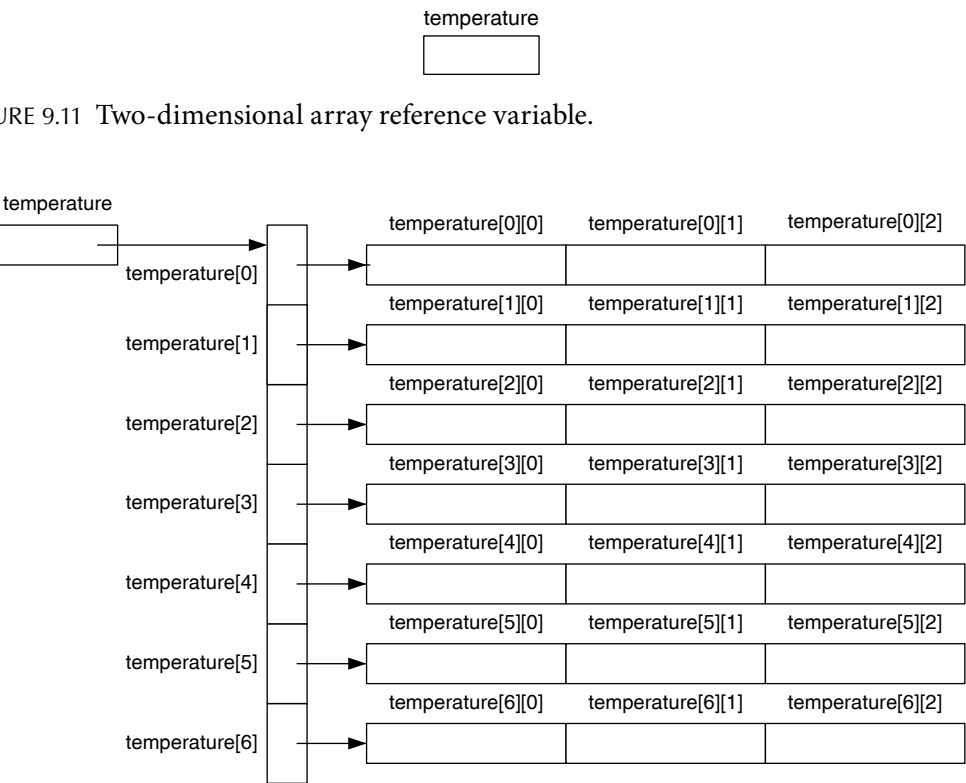 temperature
URE 9.11 Two-dimensional array reference variable.
temperature
temperature[0][0] temperature[0][1] temperature[0][2]
temperature[0]
temperature[1][0] temperature[1][1] temperature[1][2]
temperature[1]
temperature[2][0] temperature[2][1] temperature[2][2]
temperature[2]
temperature[3][0] temperature[3][1] temperature[3][2]
temperature[3]
temperature[4][0] temperature[4][1] temperature[4][2]
temperature[4]
temperature[5][0] temperature[5][1] temperature[5][2]
temperature[5]
temperature[6][0] temperature[6][1] temperature[6][2]
temperature[6]